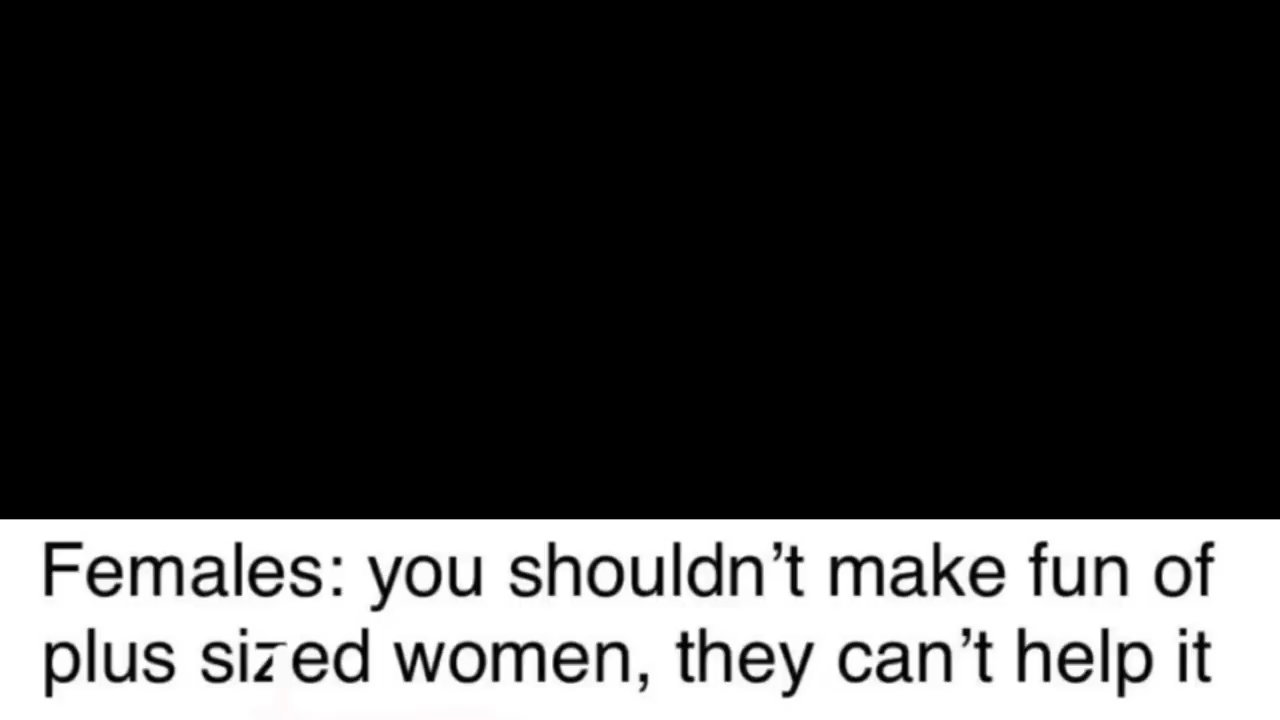 Females: you shouldn’t make fun of
plus sized women, they can’t help it